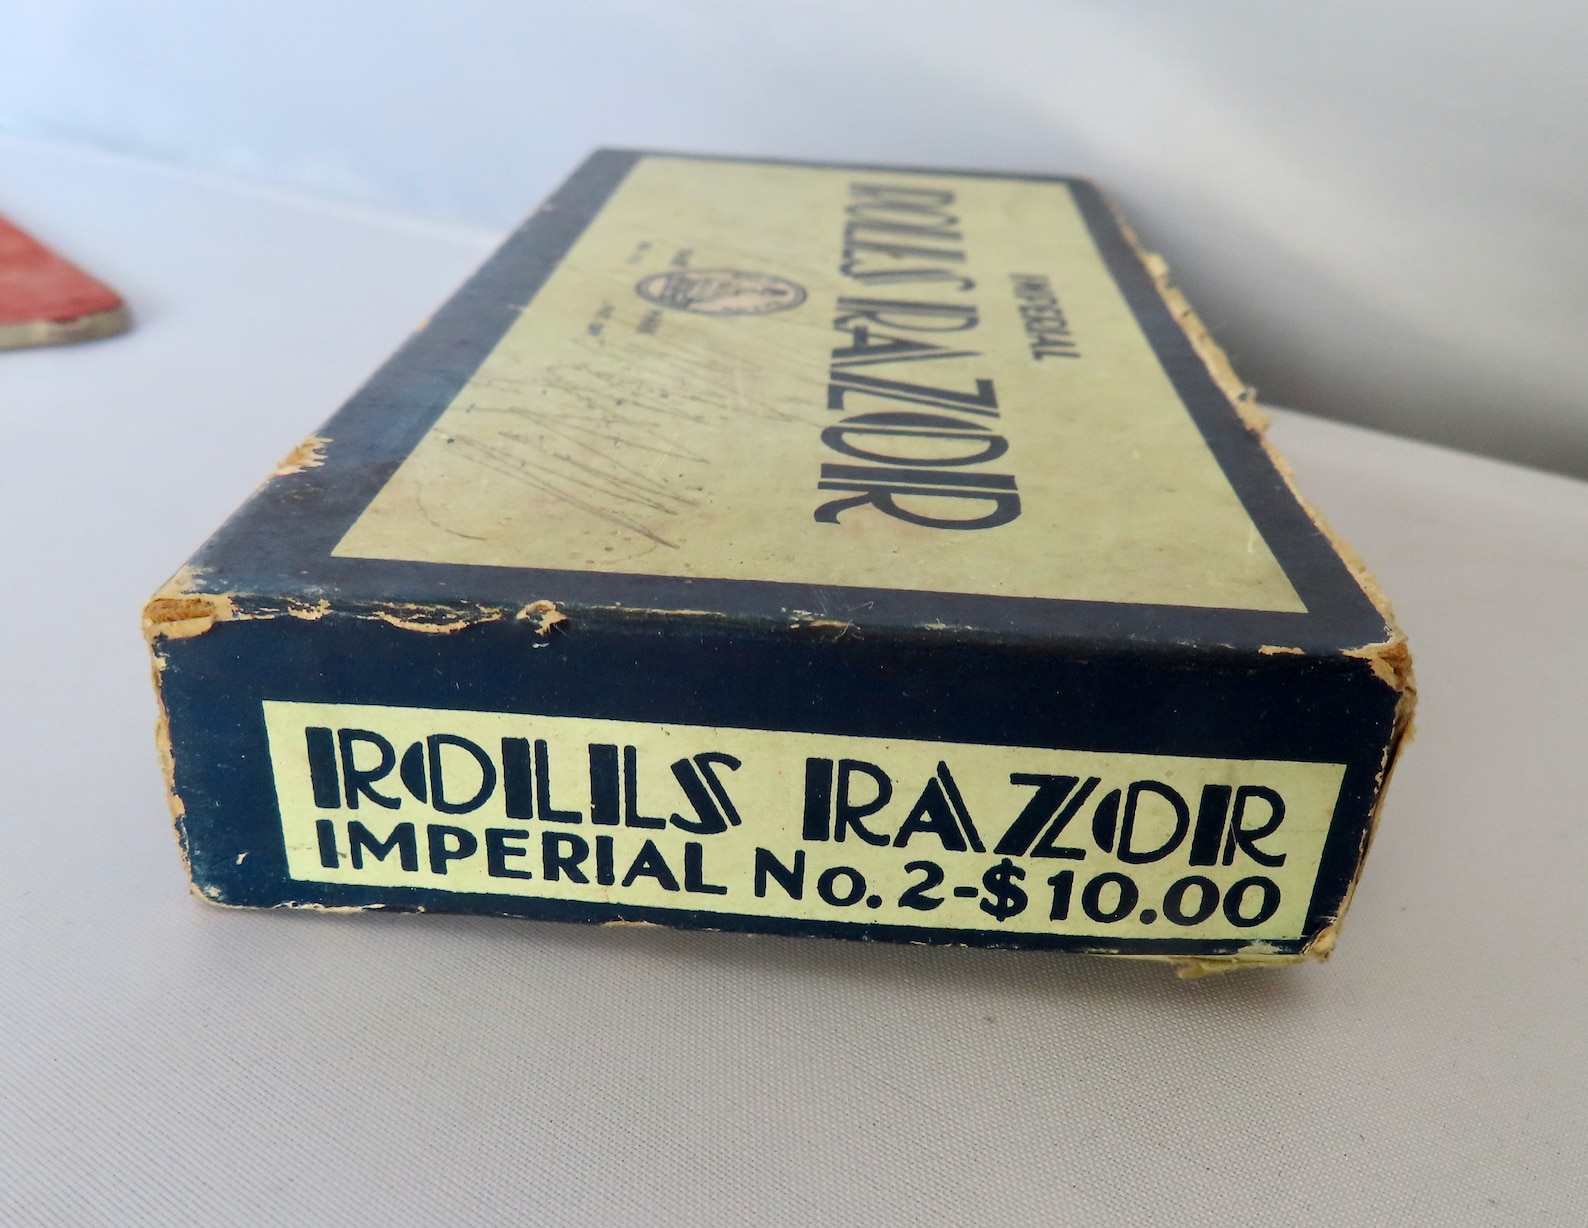 IMPERIAL
ROLLS RAZOR
ROLLS RAZOR
IMPERIAL No. 2-$10.00